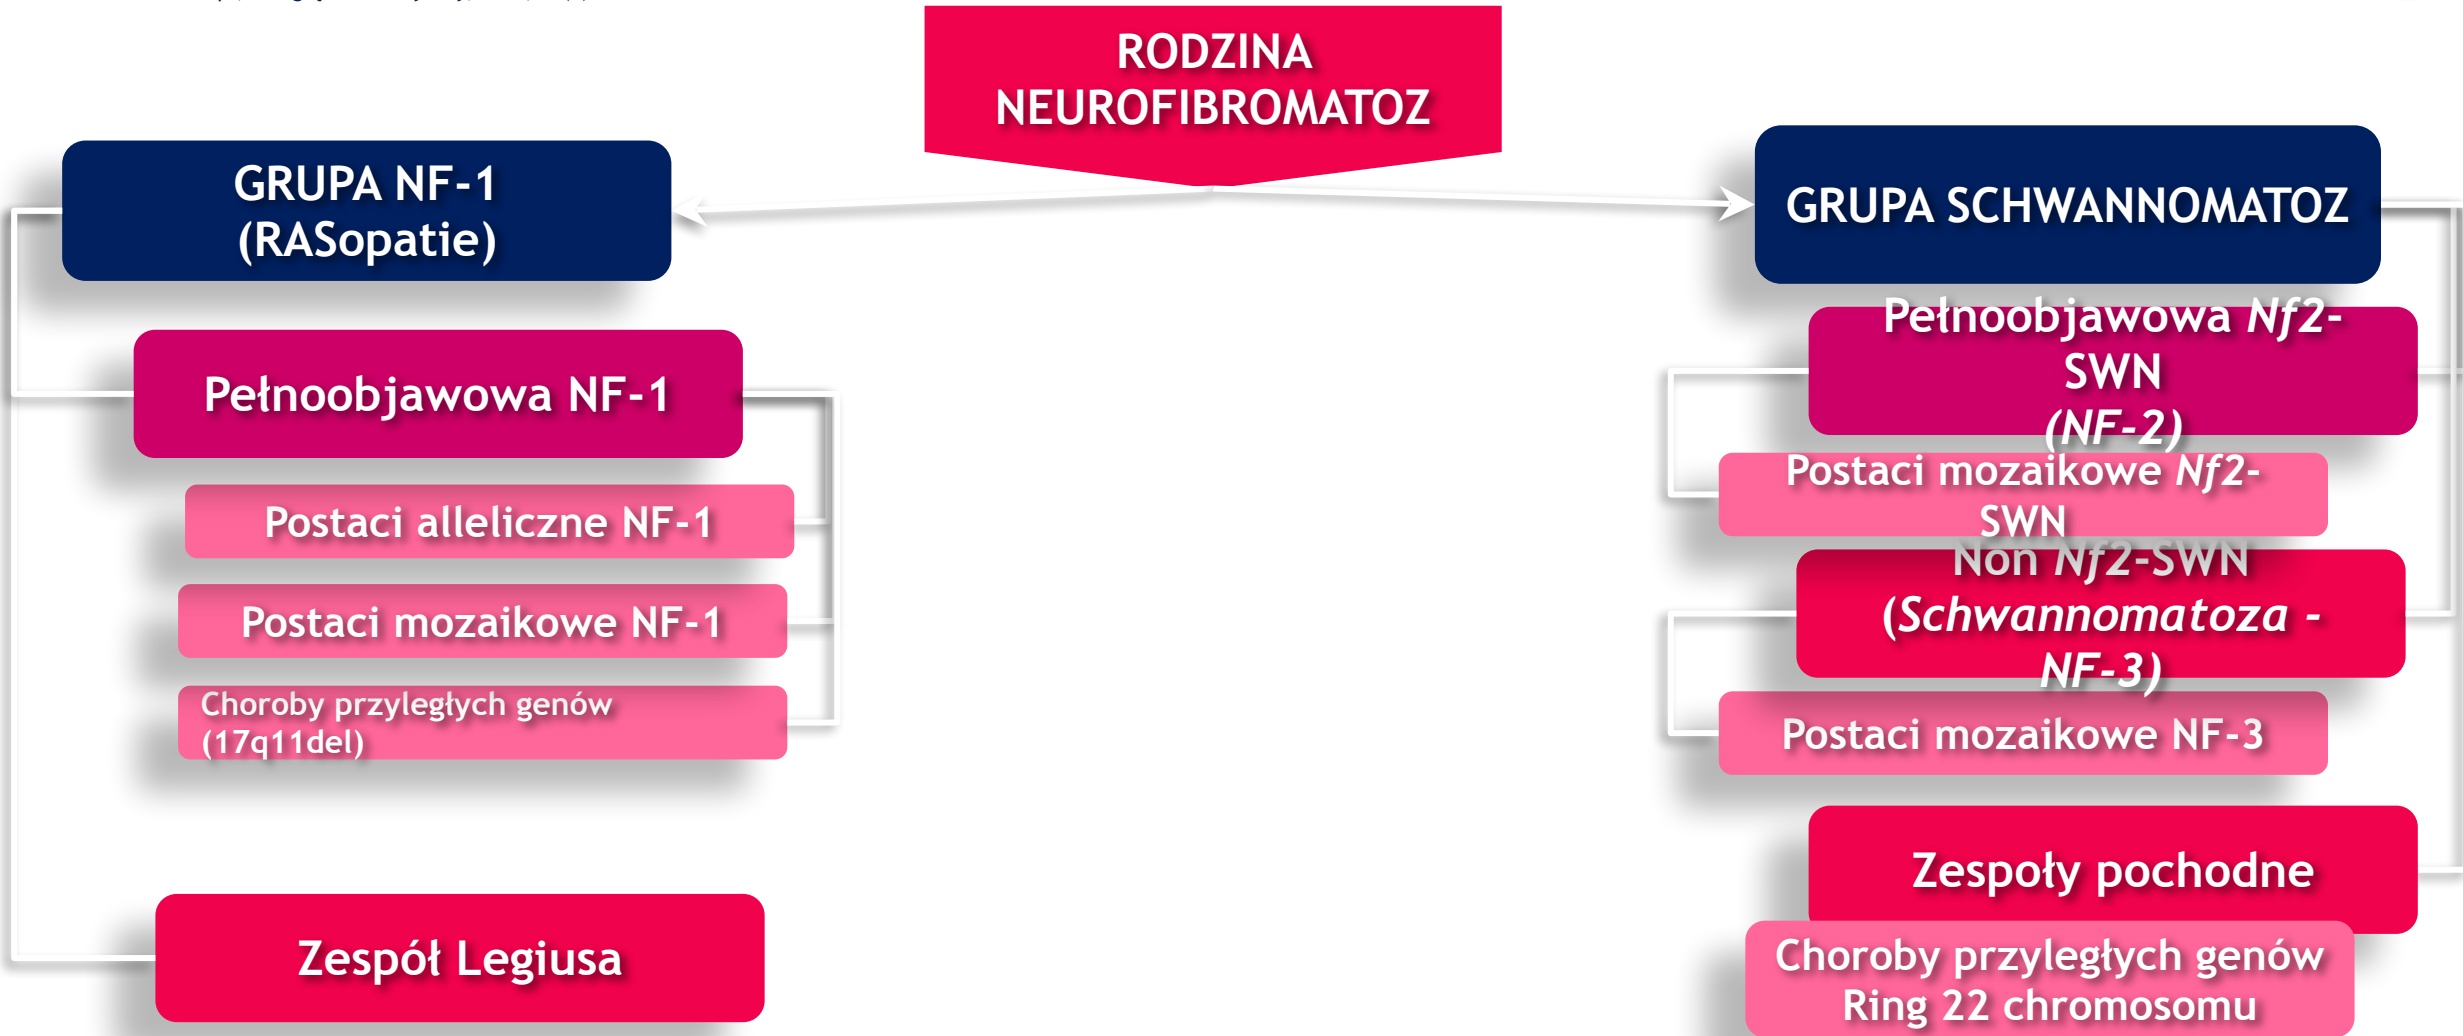 RODZINA
NEUROFIBROMATOZ
GRUPA NF-1
(RASopatie)
Pełnoobjawowa NF-1
Postaci alleliczne NF-1
Postaci mozaikowe NF-1
Choroby przyległych genów
(17q11del)
Zespół Legiusa
GRUPA SCHWANNOMATOZ
Pełnoobjawowa Nf2-
SWN
(NF-2)
Postaci mozaikowe Nf2-
SWN
Non Nf2-SWN
(Schwannomatoza -
NF-3)
Postaci mozaikowe NF-3
Zespoły pochodne
Choroby przyległych genów
Ring 22 chromosomu